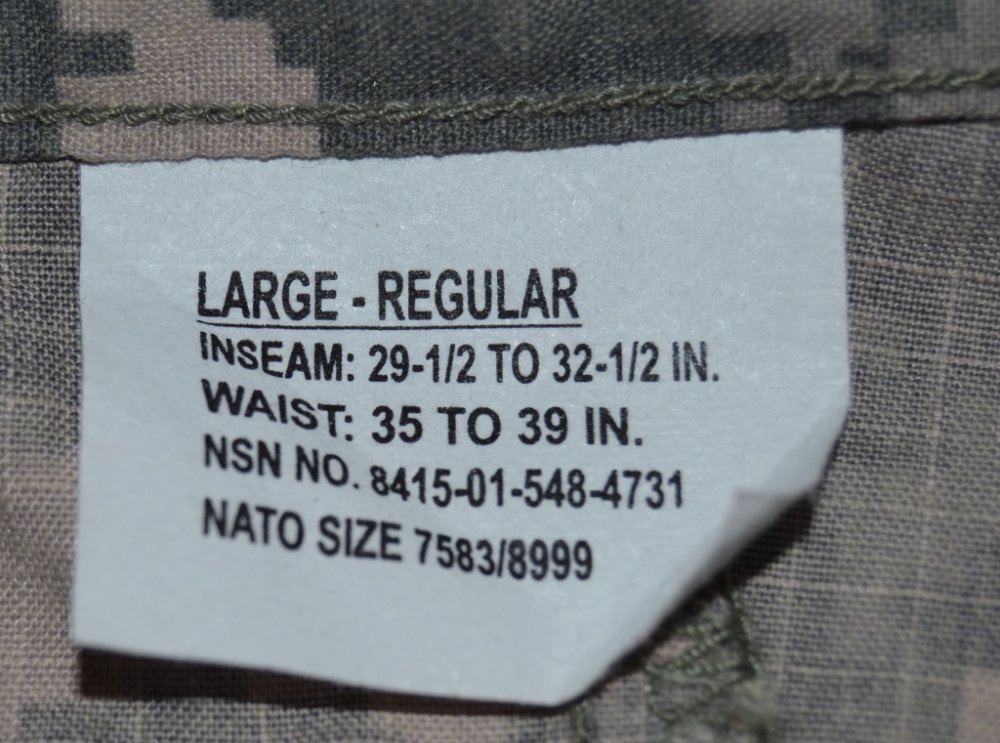 LARGE - REGULAR
INSEAM: 29-1/2 TO 32-1/2 IN.
WAIST: 35 TO 39 IN.
NSN NO. 8415-01-548-4731
NATO SIZE 7583/8999